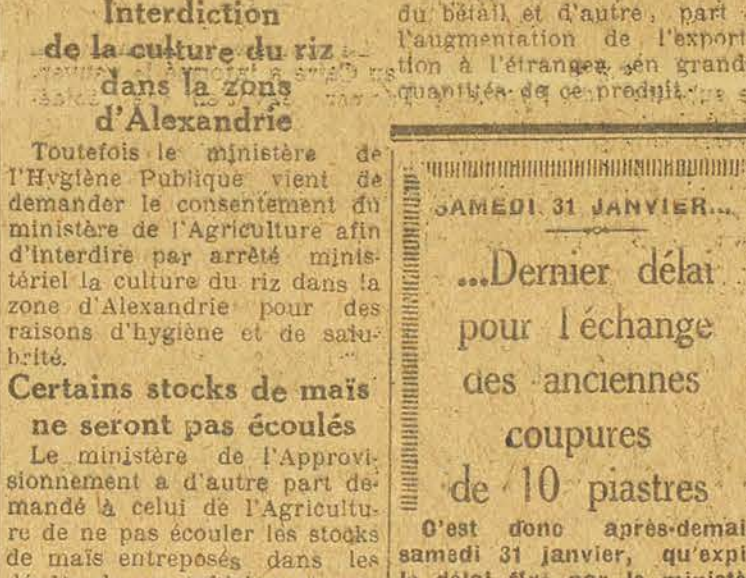 Interdiction
de la culture du riz
dans la zone
d'Alexandrie
Toutefois le ministère de
l'Hygiène Publique vient de
demander le consentement du
ministère de l'Agriculture afin
d'interdire par arrêté minis-
tériel la culture du riz dans la
zone d'Alexandrie pour des
raisons d'hygiène et de salu-
brité.
Certains stocks de maïs
ne seront pas écoulés
Le ministère de l'Approvi-
sionnement a d'autre part de-
mandé à celui de l'Agricultu-
re de ne pas écouler les stocks
de maïs entreposés dans les
du bétail et d'autre part
l'augmentation de l'export
tion à l'étranger en grand
quantités de ce produit.
SAMEDI 31 JANVIER...
...Dernier délai
pour l'échange
des anciennes
coupures
de 10 piastres
C'est donc après-demai
samedi 31 janvier, qu'expi